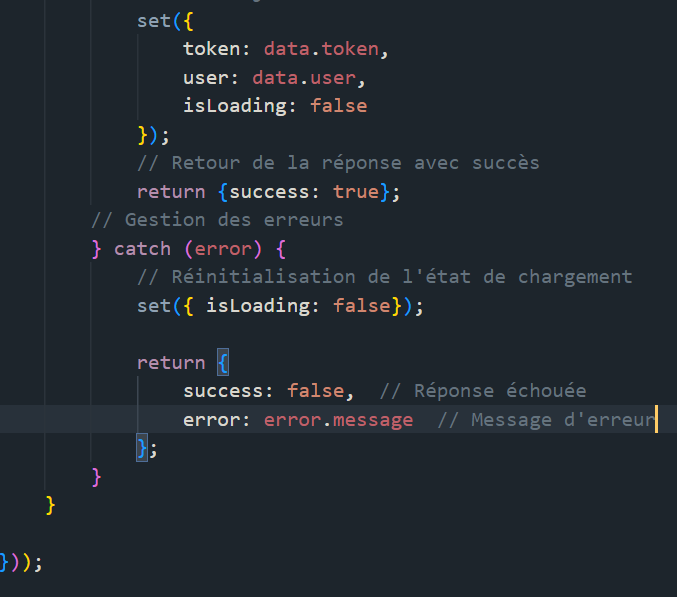 set({
token: data.token,
user: data.user,
isLoading: false
});
// Retour de la réponse avec succès
return {success: true};
// Gestion des erreurs
} catch (error) {
// Réinitialisation de l'état de chargement
set({ isLoading: false});
return {
success: false,  // Réponse échouée
error: error.message  // Message d'erreur
};
}
}
}));